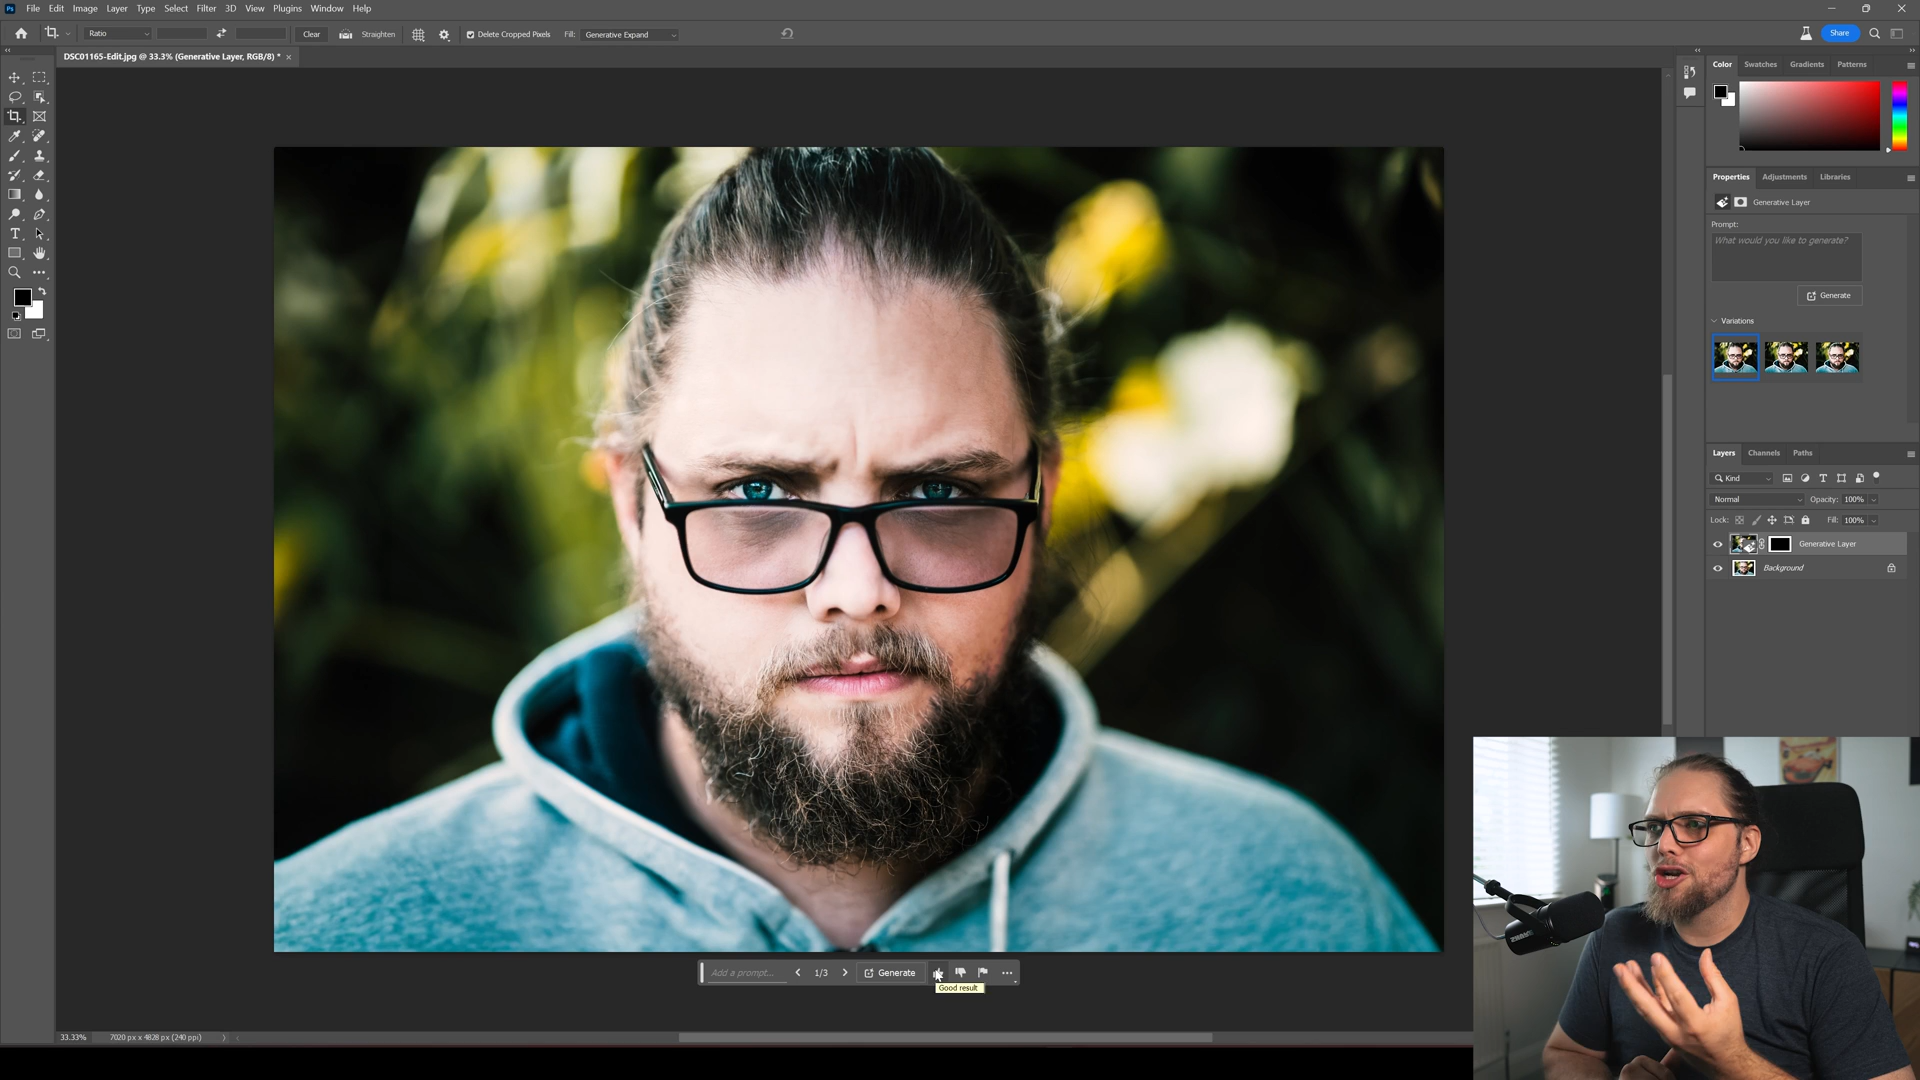 Ps File Edit Image Layer Type Select Filter 3D View Plugins Window Help
Ratio Clear Straighten Delete Cropped Pixels Fill: Generative Expand Share
DSC01165-Edit.jpg @ 33.3% (Generative Layer, RGB/8) * ×
Color Swatches Gradients Patterns
Properties Adjustments Libraries
Generative Layer
Prompt:
What would you like to generate?
Generate
Variations
Layers Channels Paths
Kind
Normal Opacity: 100%
Lock: Fill: 100%
Generative Layer
Background
Add a prompt... 1/3 Generate
Good result
33.33% 7020 px x 4828 px (240 ppi)